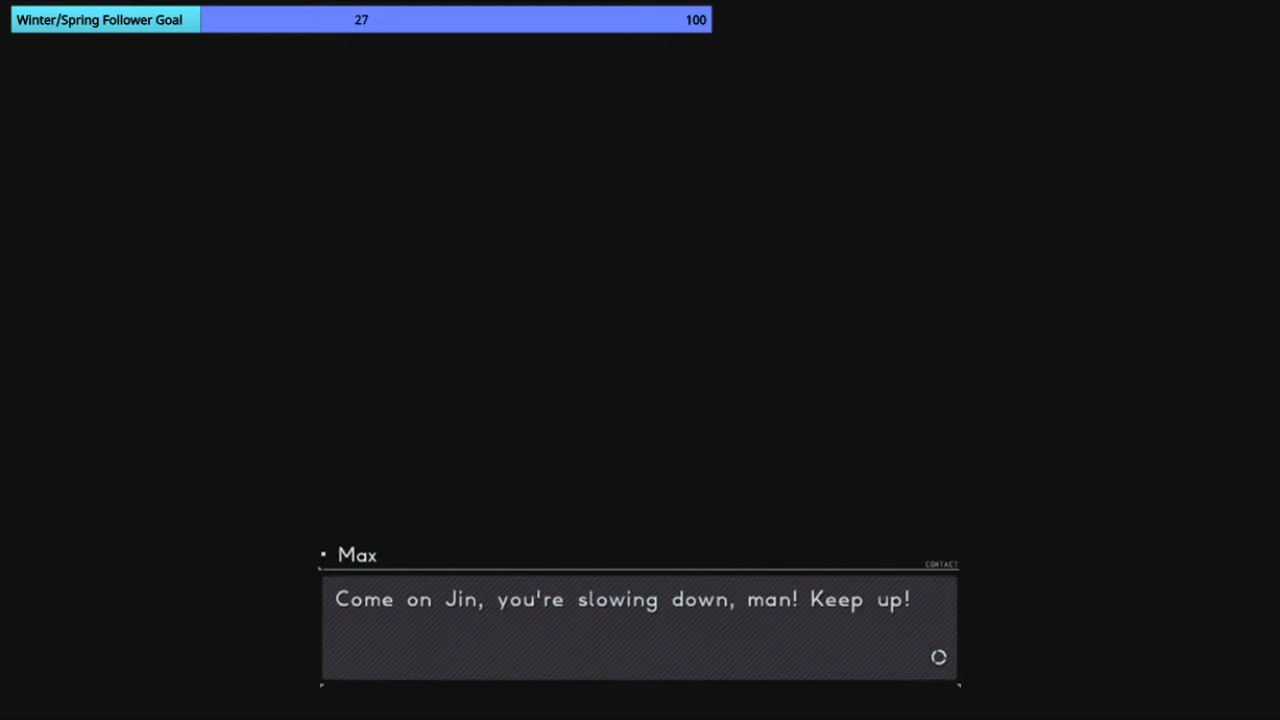 Winter/Spring Follower Goal 27 100
Max
CONTACT
Come on Jin, you're slowing down, man! Keep up!